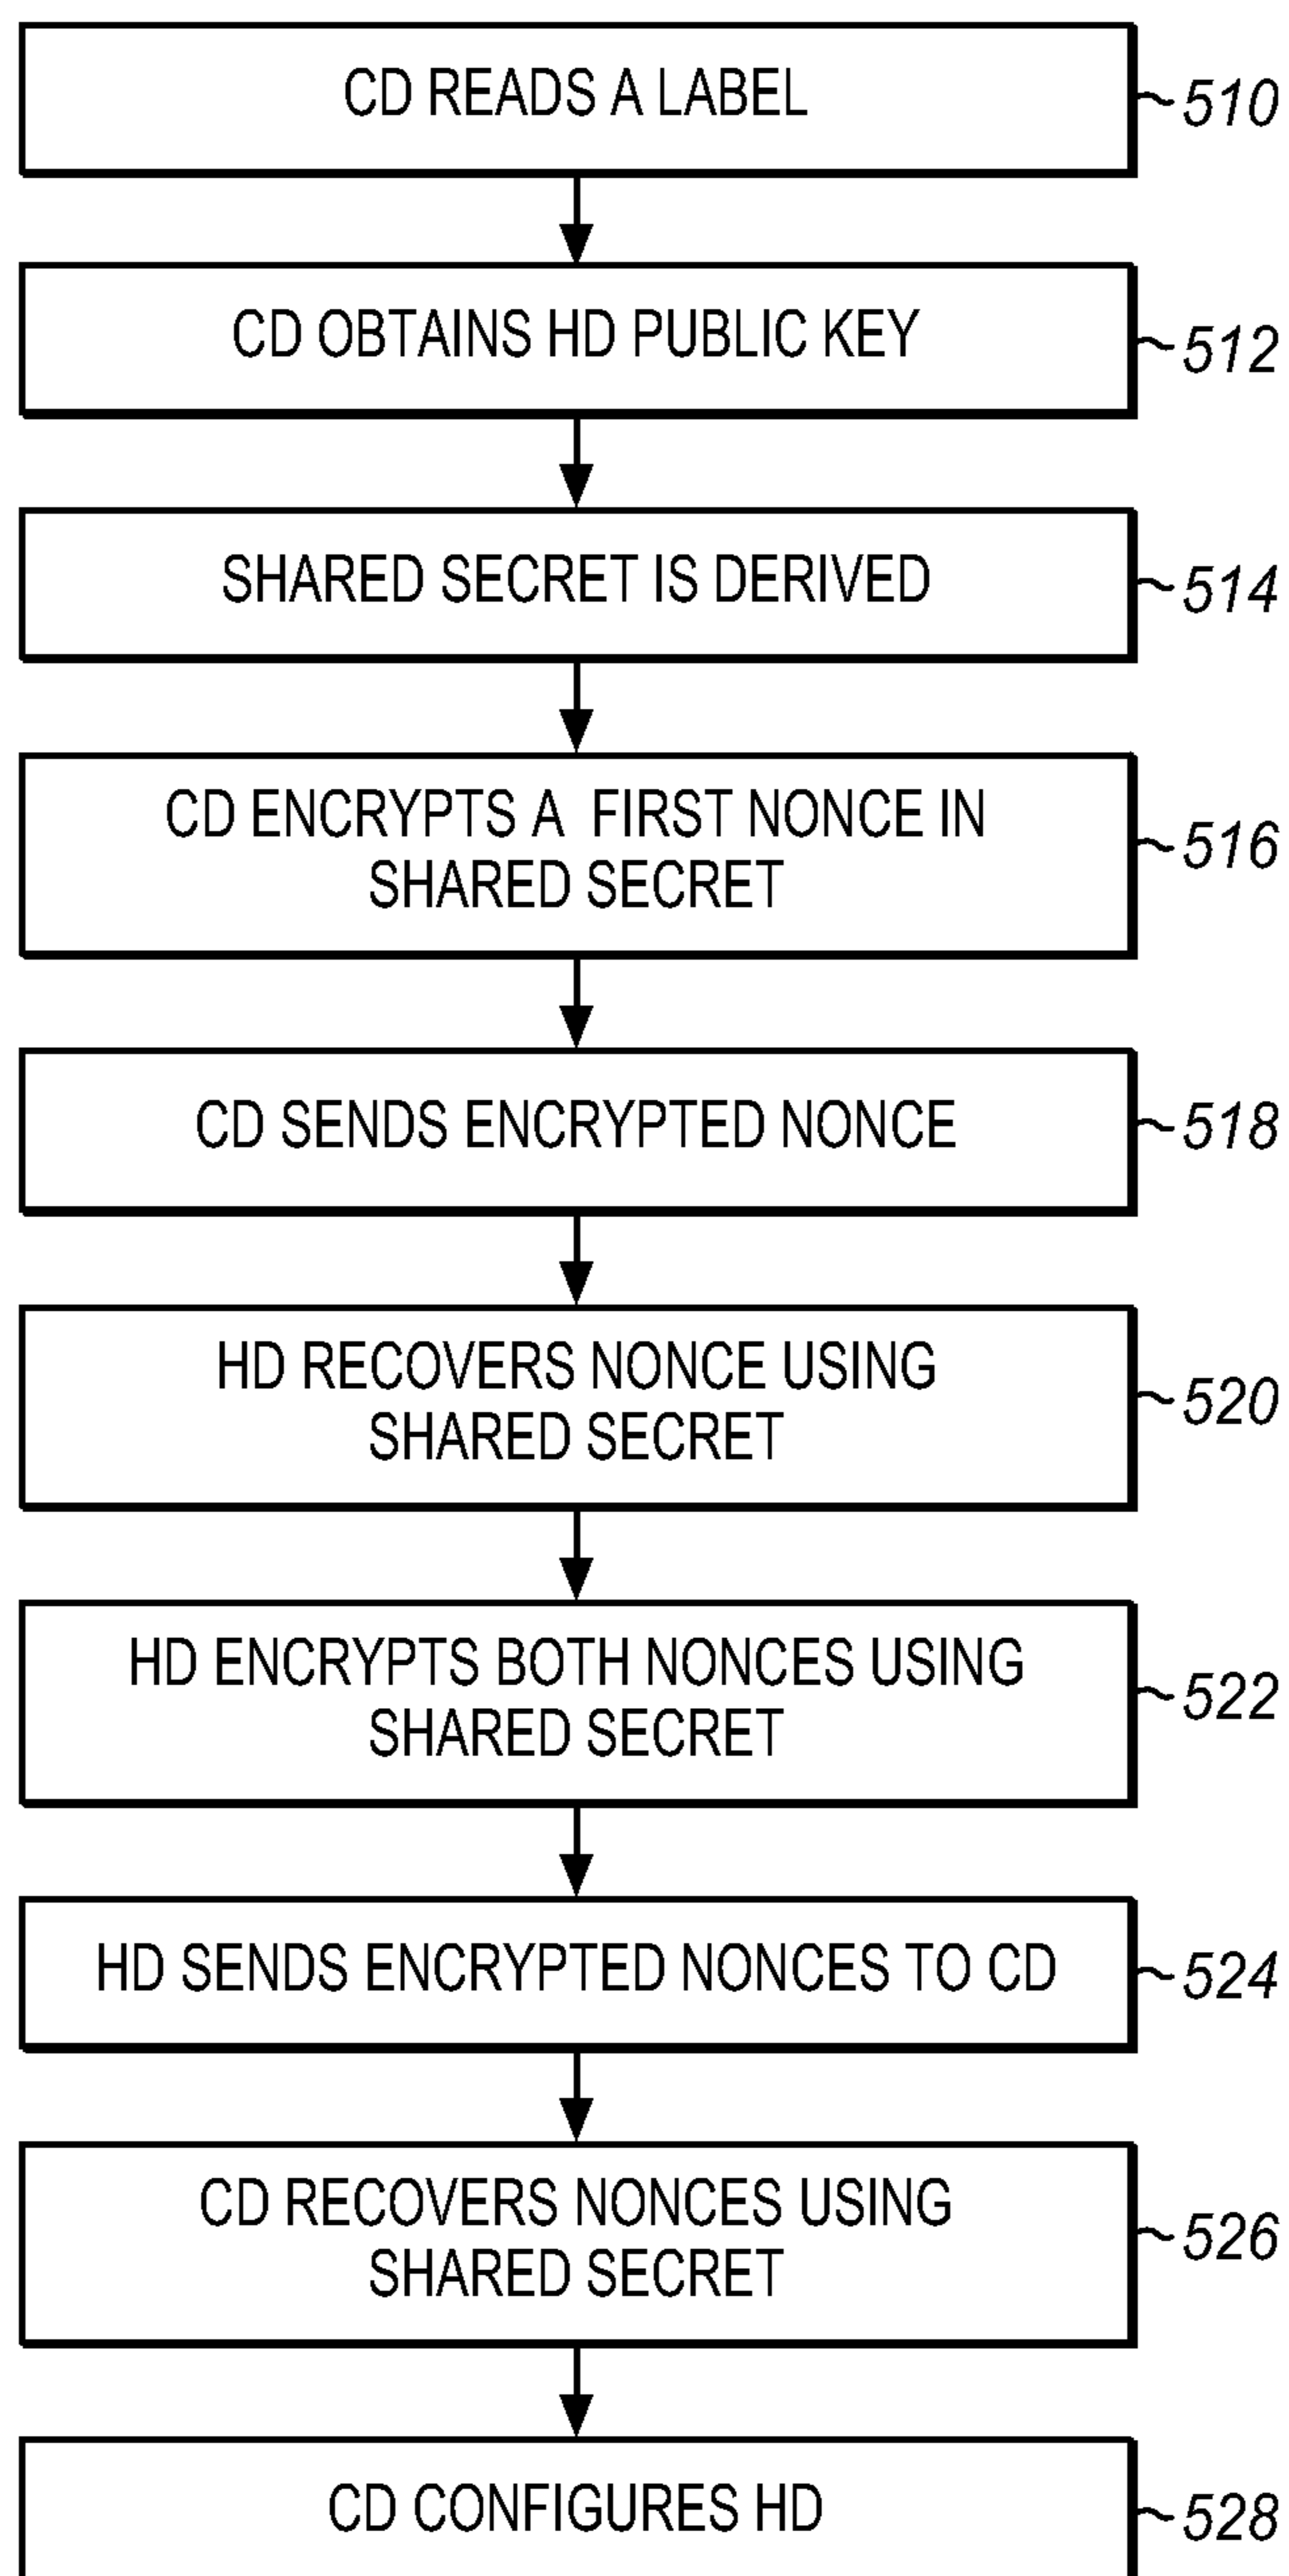 CD READS A LABEL
510
CD OBTAINS HD PUBLIC KEY
512
SHARED SECRET IS DERIVED
514
CD ENCRYPTS A FIRST NONCE IN
SHARED SECRET
516
CD SENDS ENCRYPTED NONCE
518
HD RECOVERS NONCE USING
SHARED SECRET
520
HD ENCRYPTS BOTH NONCES USING
SHARED SECRET
522
HD SENDS ENCRYPTED NONCES TO CD
524
CD RECOVERS NONCES USING
SHARED SECRET
526
CD CONFIGURES HD
528